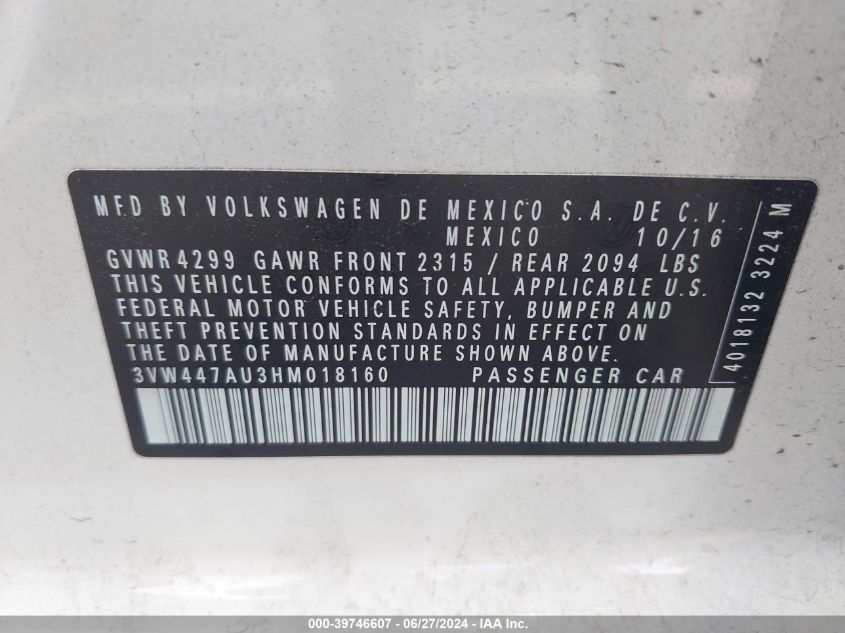 MFD BY VOLKSWAGEN DE MEXICO S.A. DE C.V.
MEXICO 10/16
GVWR 4299 GAWR FRONT 2315 / REAR 2094 LBS
THIS VEHICLE CONFORMS TO ALL APPLICABLE U.S.
FEDERAL MOTOR VEHICLE SAFETY, BUMPER AND
THEFT PREVENTION STANDARDS IN EFFECT ON
THE DATE OF MANUFACTURE SHOWN ABOVE.
3VW447AU3HM018160 PASSENGER CAR
4018132 3224 M
000-39746607 - 06/27/2024 - IAA Inc.